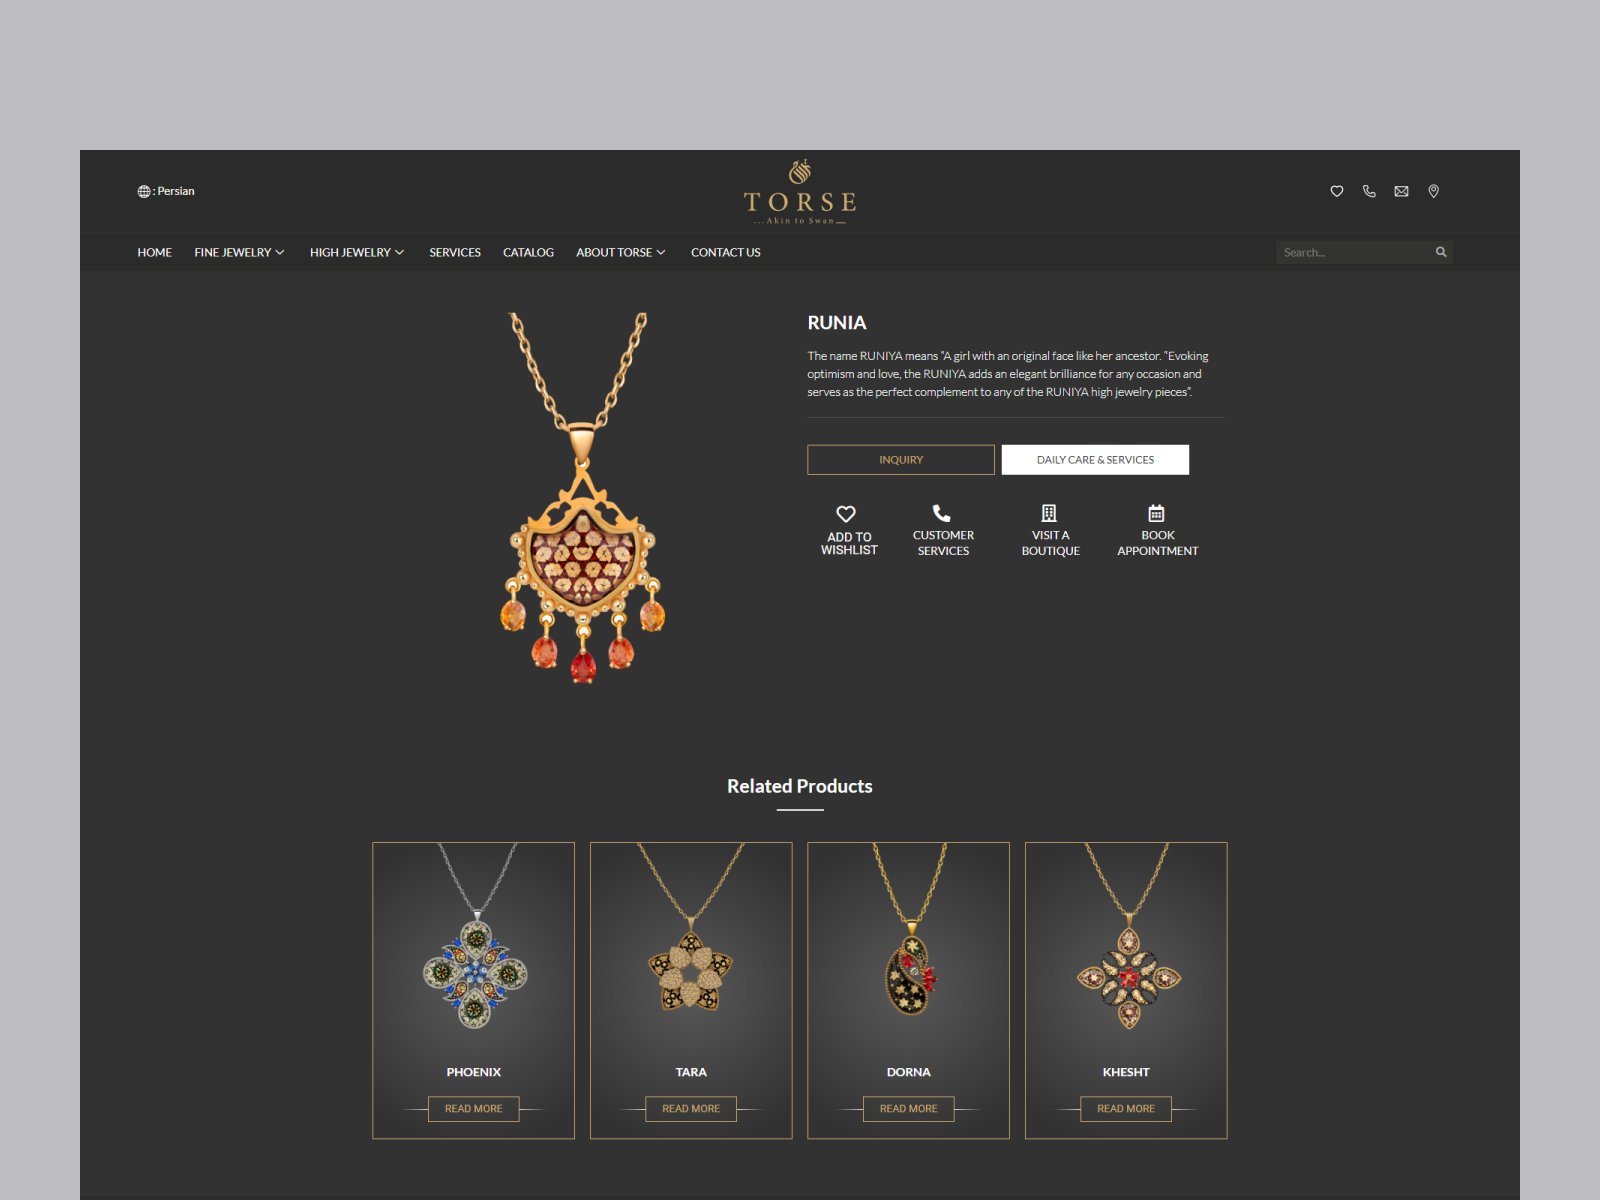 : Persian
TORSE
...Akin to Swan...
HOME FINE JEWELRY HIGH JEWELRY SERVICES CATALOG ABOUT TORSE CONTACT US Search...
RUNIA
The name RUNIYA means “A girl with an original face like her ancestor. “Evoking
optimism and love, the RUNIYA adds an elegant brilliance for any occasion and
serves as the perfect complement to any of the RUNIYA high jewelry pieces”.
INQUIRY DAILY CARE & SERVICES
ADD TO
WISHLIST
CUSTOMER
SERVICES
VISIT A
BOUTIQUE
BOOK
APPOINTMENT
Related Products
PHOENIX
READ MORE
TARA
READ MORE
DORNA
READ MORE
KHESHT
READ MORE